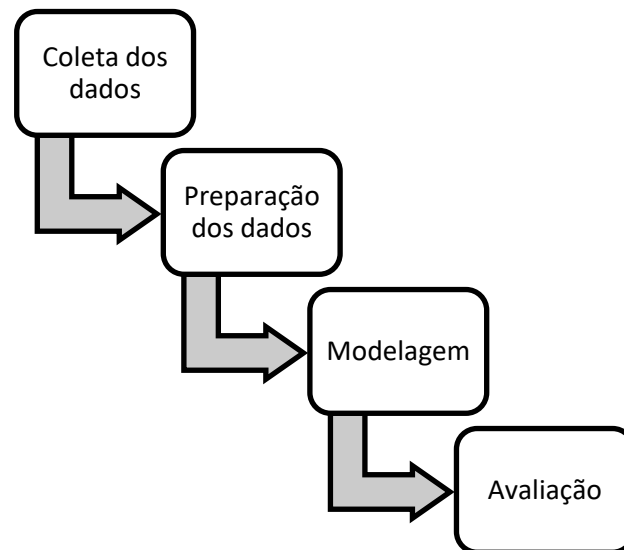 Coleta dos
dados
Preparação
dos dados
Modelagem
Avaliação